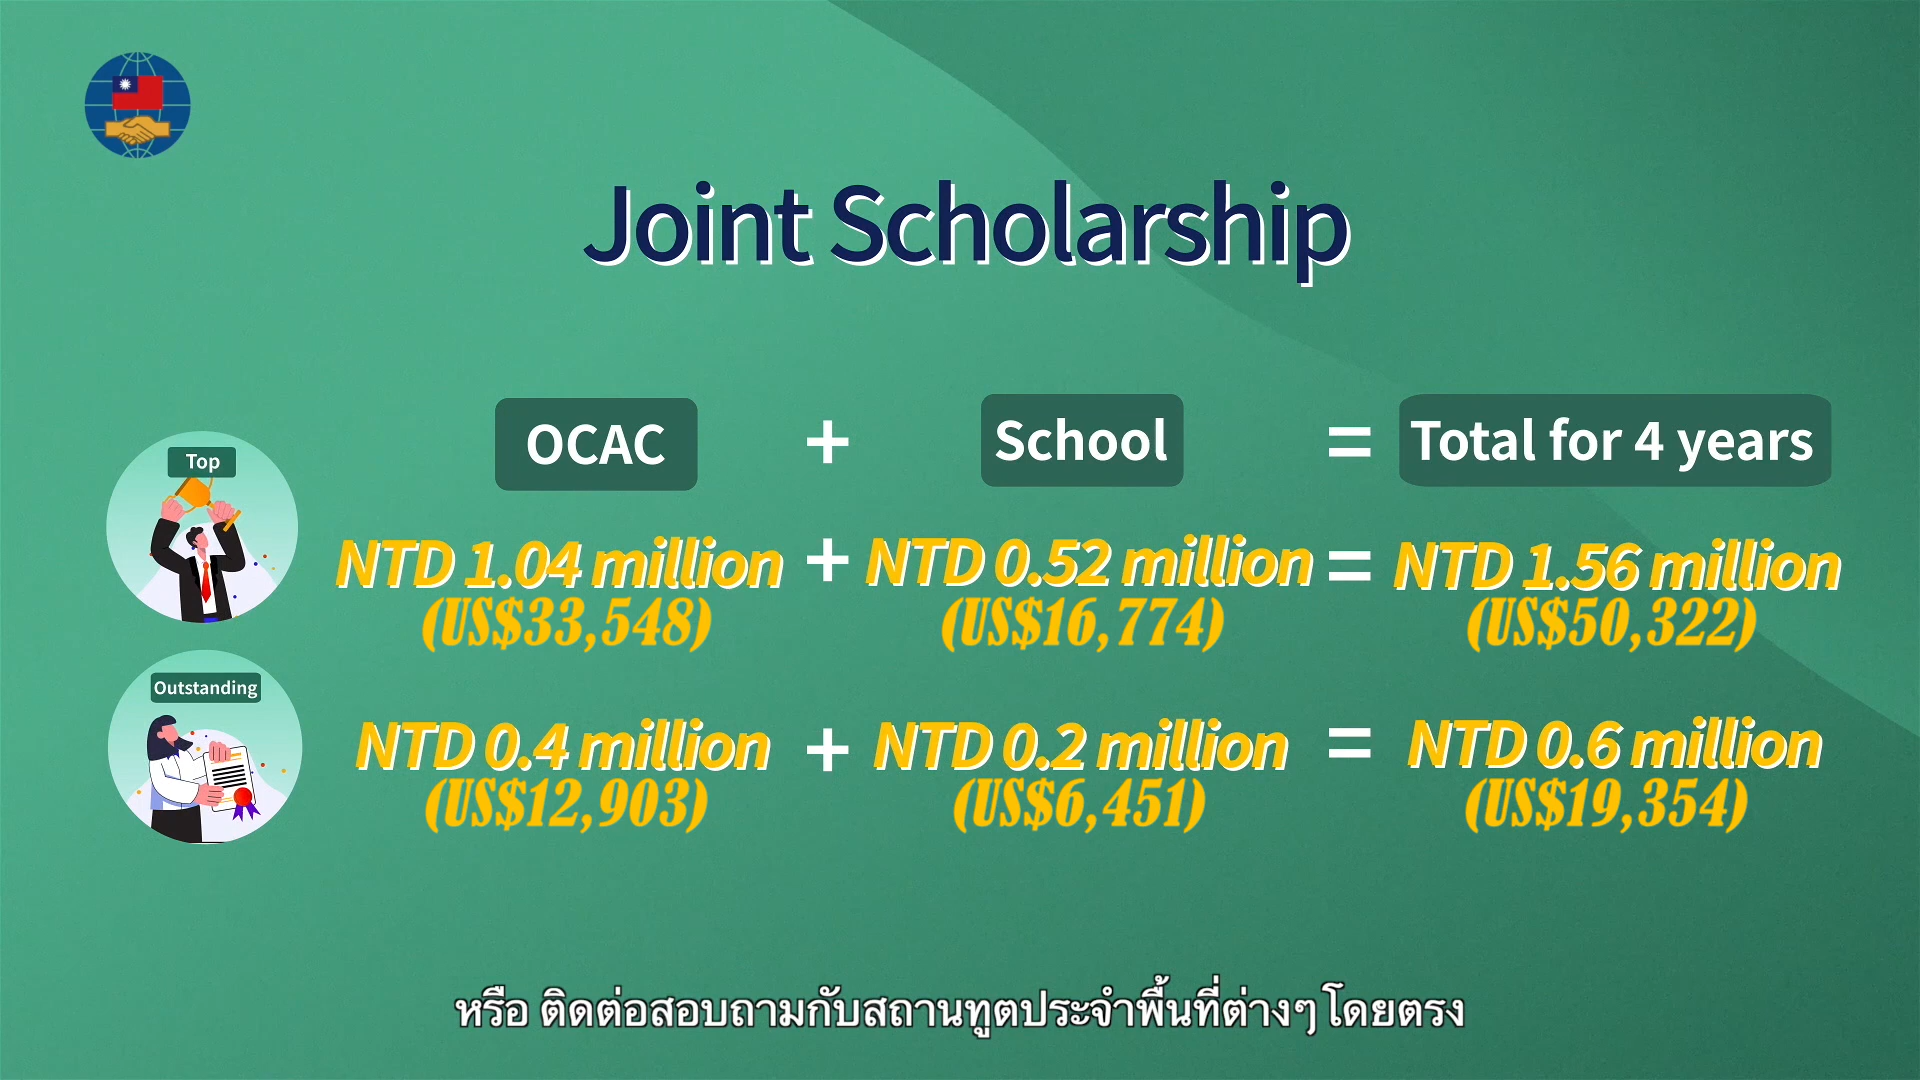 Joint Scholarship
OCAC + School = Total for 4 years
Top
NTD 1.04 million + NTD 0.52 million = NTD 1.56 million
(US$33,548) (US$16,774) (US$50,322)
Outstanding
NTD 0.4 million + NTD 0.2 million = NTD 0.6 million
(US$12,903) (US$6,451) (US$19,354)
หรือ ติดต่อสอบถามกับสถานทูตประจำพื้นที่ต่างๆ โดยตรง